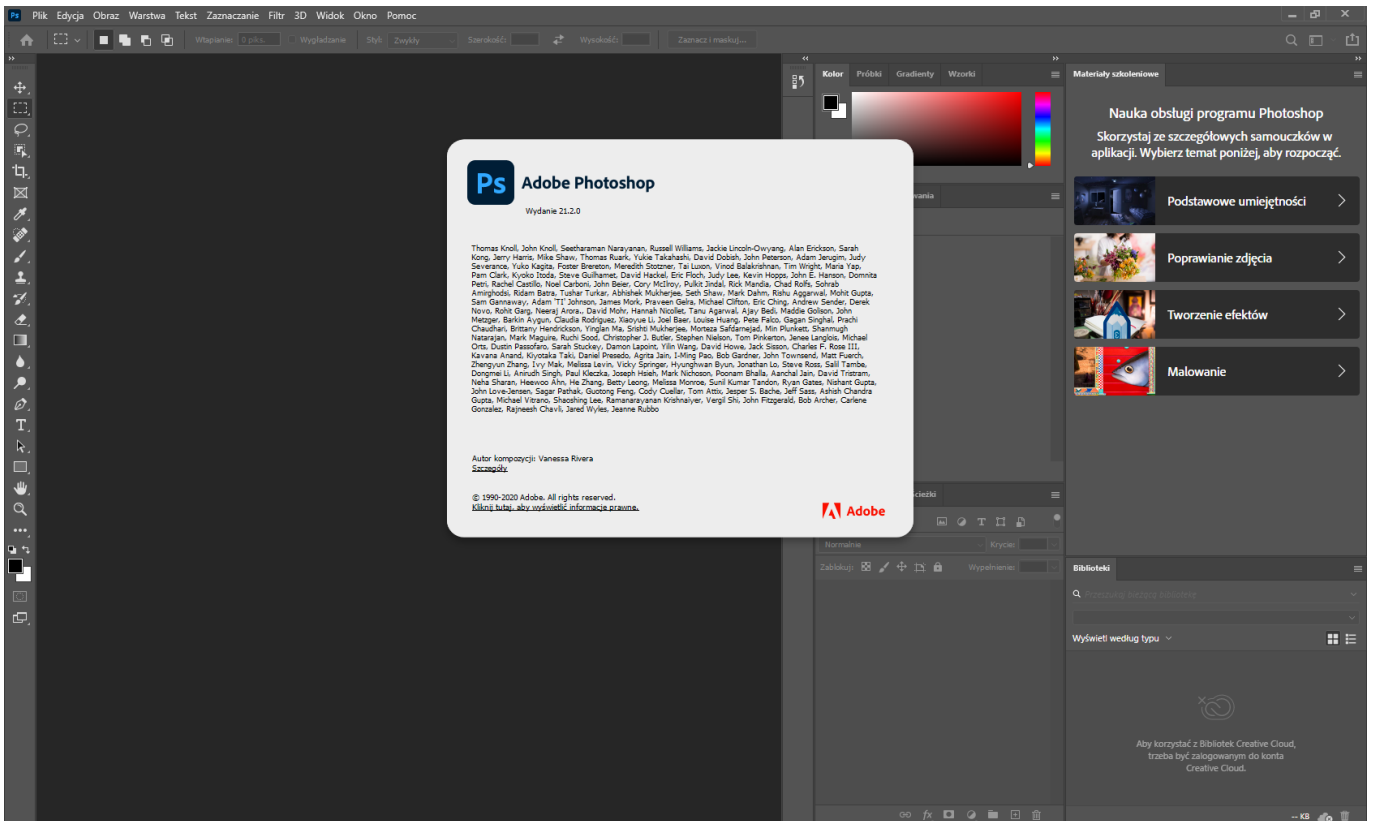 Ps Plik Edycja Obraz Warstwa Tekst Zaznaczanie Filtr 3D Widok Okno Pomoc
Wtapianie: 0 piks. Wygładzanie Styl: Zwykły Szerokość: Wysokość: Zaznacz i maskuj...
Kolor Próbki Gradienty Wzorki
Materiały szkoleniowe
Nauka obsługi programu Photoshop
Skorzystaj ze szczegółowych samouczków w
aplikacji. Wybierz temat poniżej, aby rozpocząć.
Podstawowe umiejętności
Poprawianie zdjęcia
Tworzenie efektów
Malowanie
Ps Adobe Photoshop
Wydanie 21.2.0
Thomas Knoll, John Knoll, Seetharaman Narayanan, Russell Williams, Jackie Lincoln-Owyang, Alan Erickson, Sarah
Kong, Jerry Harris, Mike Shaw, Thomas Ruark, Yukie Takahashi, David Dobish, John Peterson, Adam Jerugim, Judy
Severance, Yuko Kagita, Foster Brereton, Meredith Stotzner, Tai Luxon, Vinod Balakrishnan, Tim Wright, Maria Yap,
Pam Clark, Kyoko Itoda, Steve Guilhamet, David Hackel, Eric Floch, Judy Lee, Kevin Hopps, John E. Hanson, Domnita
Petri, Rachel Castillo, Noel Carboni, John Beier, Cory McIlroy, Pulkit Jindal, Rick Mandia, Chad Rolfs, Sohrab
Amirghodsi, Ridam Batra, Tushar Turkar, Abhishek Mukherjee, Seth Shaw, Mark Dahm, Rishu Aggarwal, Mohit Gupta,
Sam Gannaway, Adam 'TI' Johnson, James Mork, Praveen Gelra, Michael Clifton, Eric Ching, Andrew Sender, Derek
Novo, Rohit Garg, Neeraj Arora., David Mohr, Hannah Nicollet, Tanu Agarwal, Ajay Bedi, Maddie Golison, John
Metzger, Barkin Aygun, Claudia Rodriguez, Xiaoyue Li, Joel Baer, Louise Huang, Pete Falco, Gagan Singhal, Prachi
Chaudhari, Brittany Hendrickson, Yinglan Ma, Srishti Mukherjee, Morteza Safdarnejad, Min Plunkett, Shanmugh
Natarajan, Mark Maguire, Ruchi Sood, Christopher J. Butler, Stephen Nielson, Tom Pinkerton, Jenee Langlois, Michael
Orts, Dustin Passofaro, Sarah Stuckey, Damon Lapoint, Yilin Wang, David Howe, Jack Sisson, Charles F. Rose III,
Kavana Anand, Kiyotaka Taki, Daniel Presedo, Agrita Jain, I-Ming Pao, Bob Gardner, John Townsend, Matt Fuerch,
Zhengyun Zhang, Ivy Mak, Melissa Levin, Vicky Springer, Hyunghwan Byun, Jonathan Lo, Steve Ross, Salil Tambe,
Dongmei Li, Anirudh Singh, Paul Kleczka, Joseph Hsieh, Mark Nichoson, Poonam Bhalla, Aanchal Jain, David Tristram,
Neha Sharan, Heewoo Ahn, He Zhang, Betty Leong, Melissa Monroe, Sunil Kumar Tandon, Ryan Gates, Nishant Gupta,
John Love-Jensen, Sagar Pathak, Guotong Feng, Cody Cuellar, Tom Attix, Jesper S. Bache, Jeff Sass, Ashish Chandra
Gupta, Michael Vitrano, Shaoshing Lee, Ramanarayanan Krishnaiyer, Vergil Shi, John Fitzgerald, Bob Archer, Carlene
Gonzalez, Rajneesh Chavli, Jared Wyles, Jeanne Rubbo
Autor kompozycji: Vanessa Rivera
Szczegóły
© 1990-2020 Adobe. All rights reserved.
Kliknij tutaj, aby wyświetlić informacje prawne.
Adobe
wania
Ścieżki
Normalnie Krycie:
Zablokuj: Wypełnienie:
fx
Biblioteki
Przeszukaj bieżącą bibliotekę
Wyświetl według typu
Aby korzystać z Bibliotek Creative Cloud,
trzeba być zalogowanym do konta
Creative Cloud.
-- KB